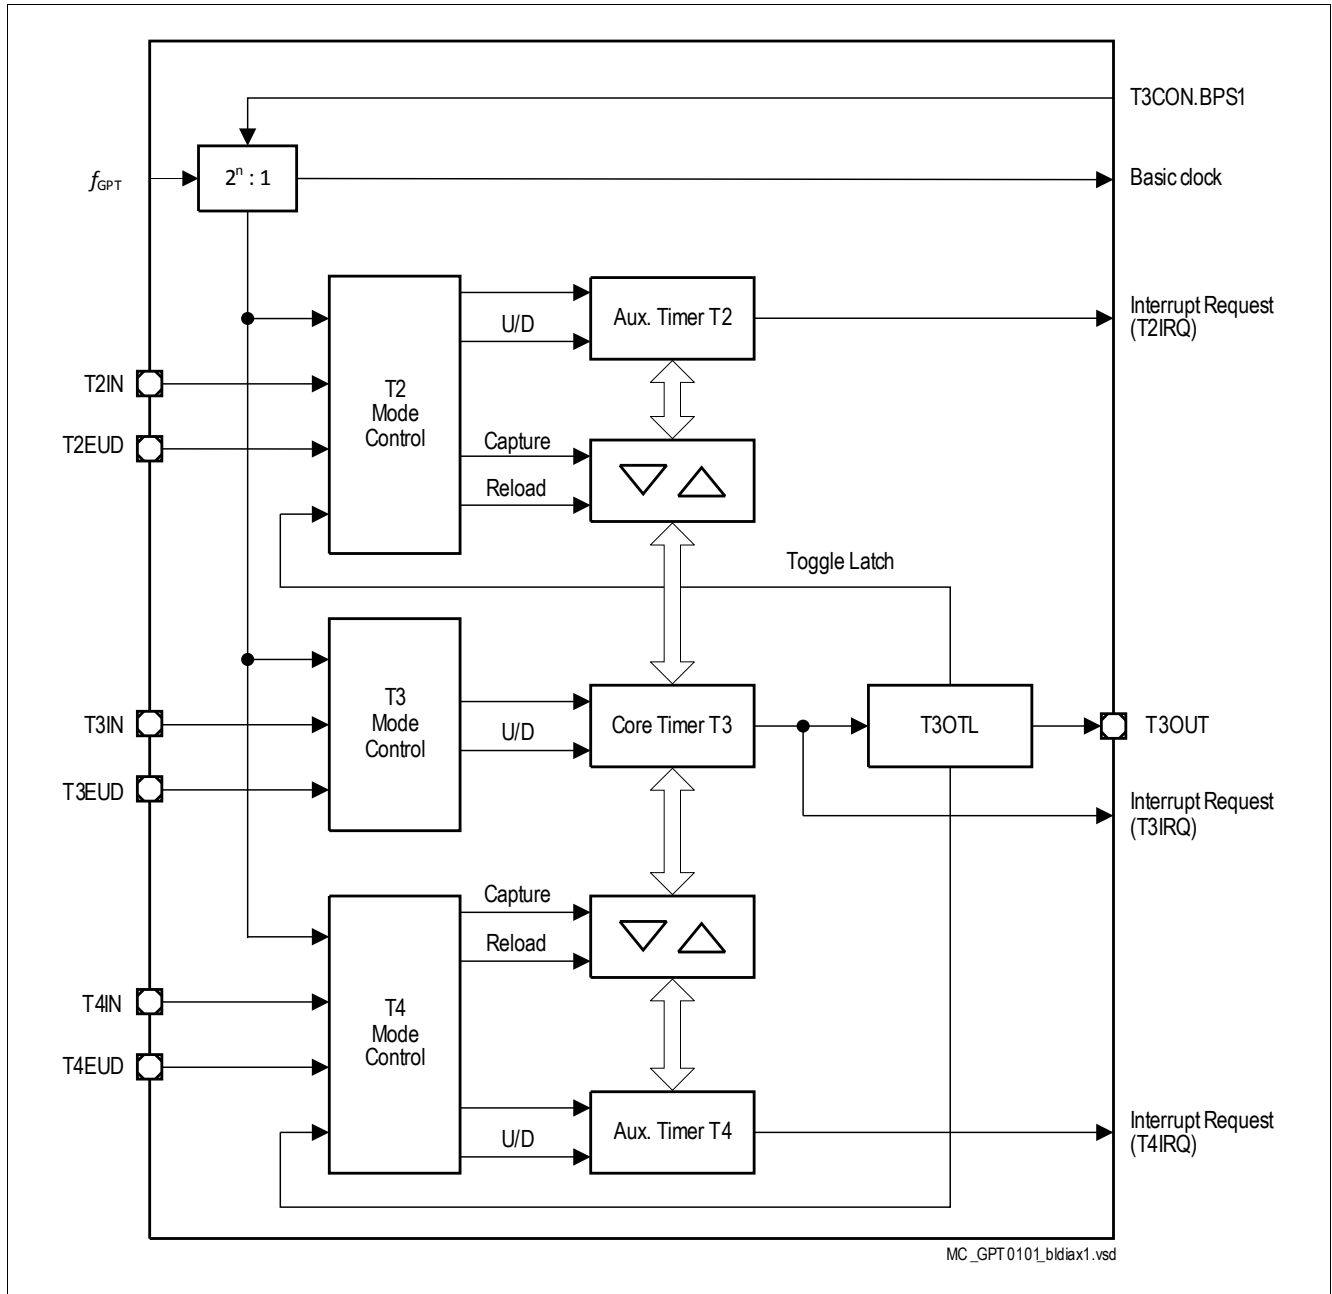 T3CON.BPS1
fGPT
2n : 1
Basic clock
Aux. Timer T2
Interrupt Request
(T2IRQ)
U/D
T2IN
T2
Mode
Control
T2EUD
Capture
Reload
Toggle Latch
T3
Mode
Control
T3IN
U/D
Core Timer T3
T3OTL
T3OUT
T3EUD
Interrupt Request
(T3IRQ)
Capture
Reload
T4IN
T4
Mode
Control
T4EUD
U/D
Aux. Timer T4
Interrupt Request
(T4IRQ)
MC_GPT0101_bldiax1.vsd